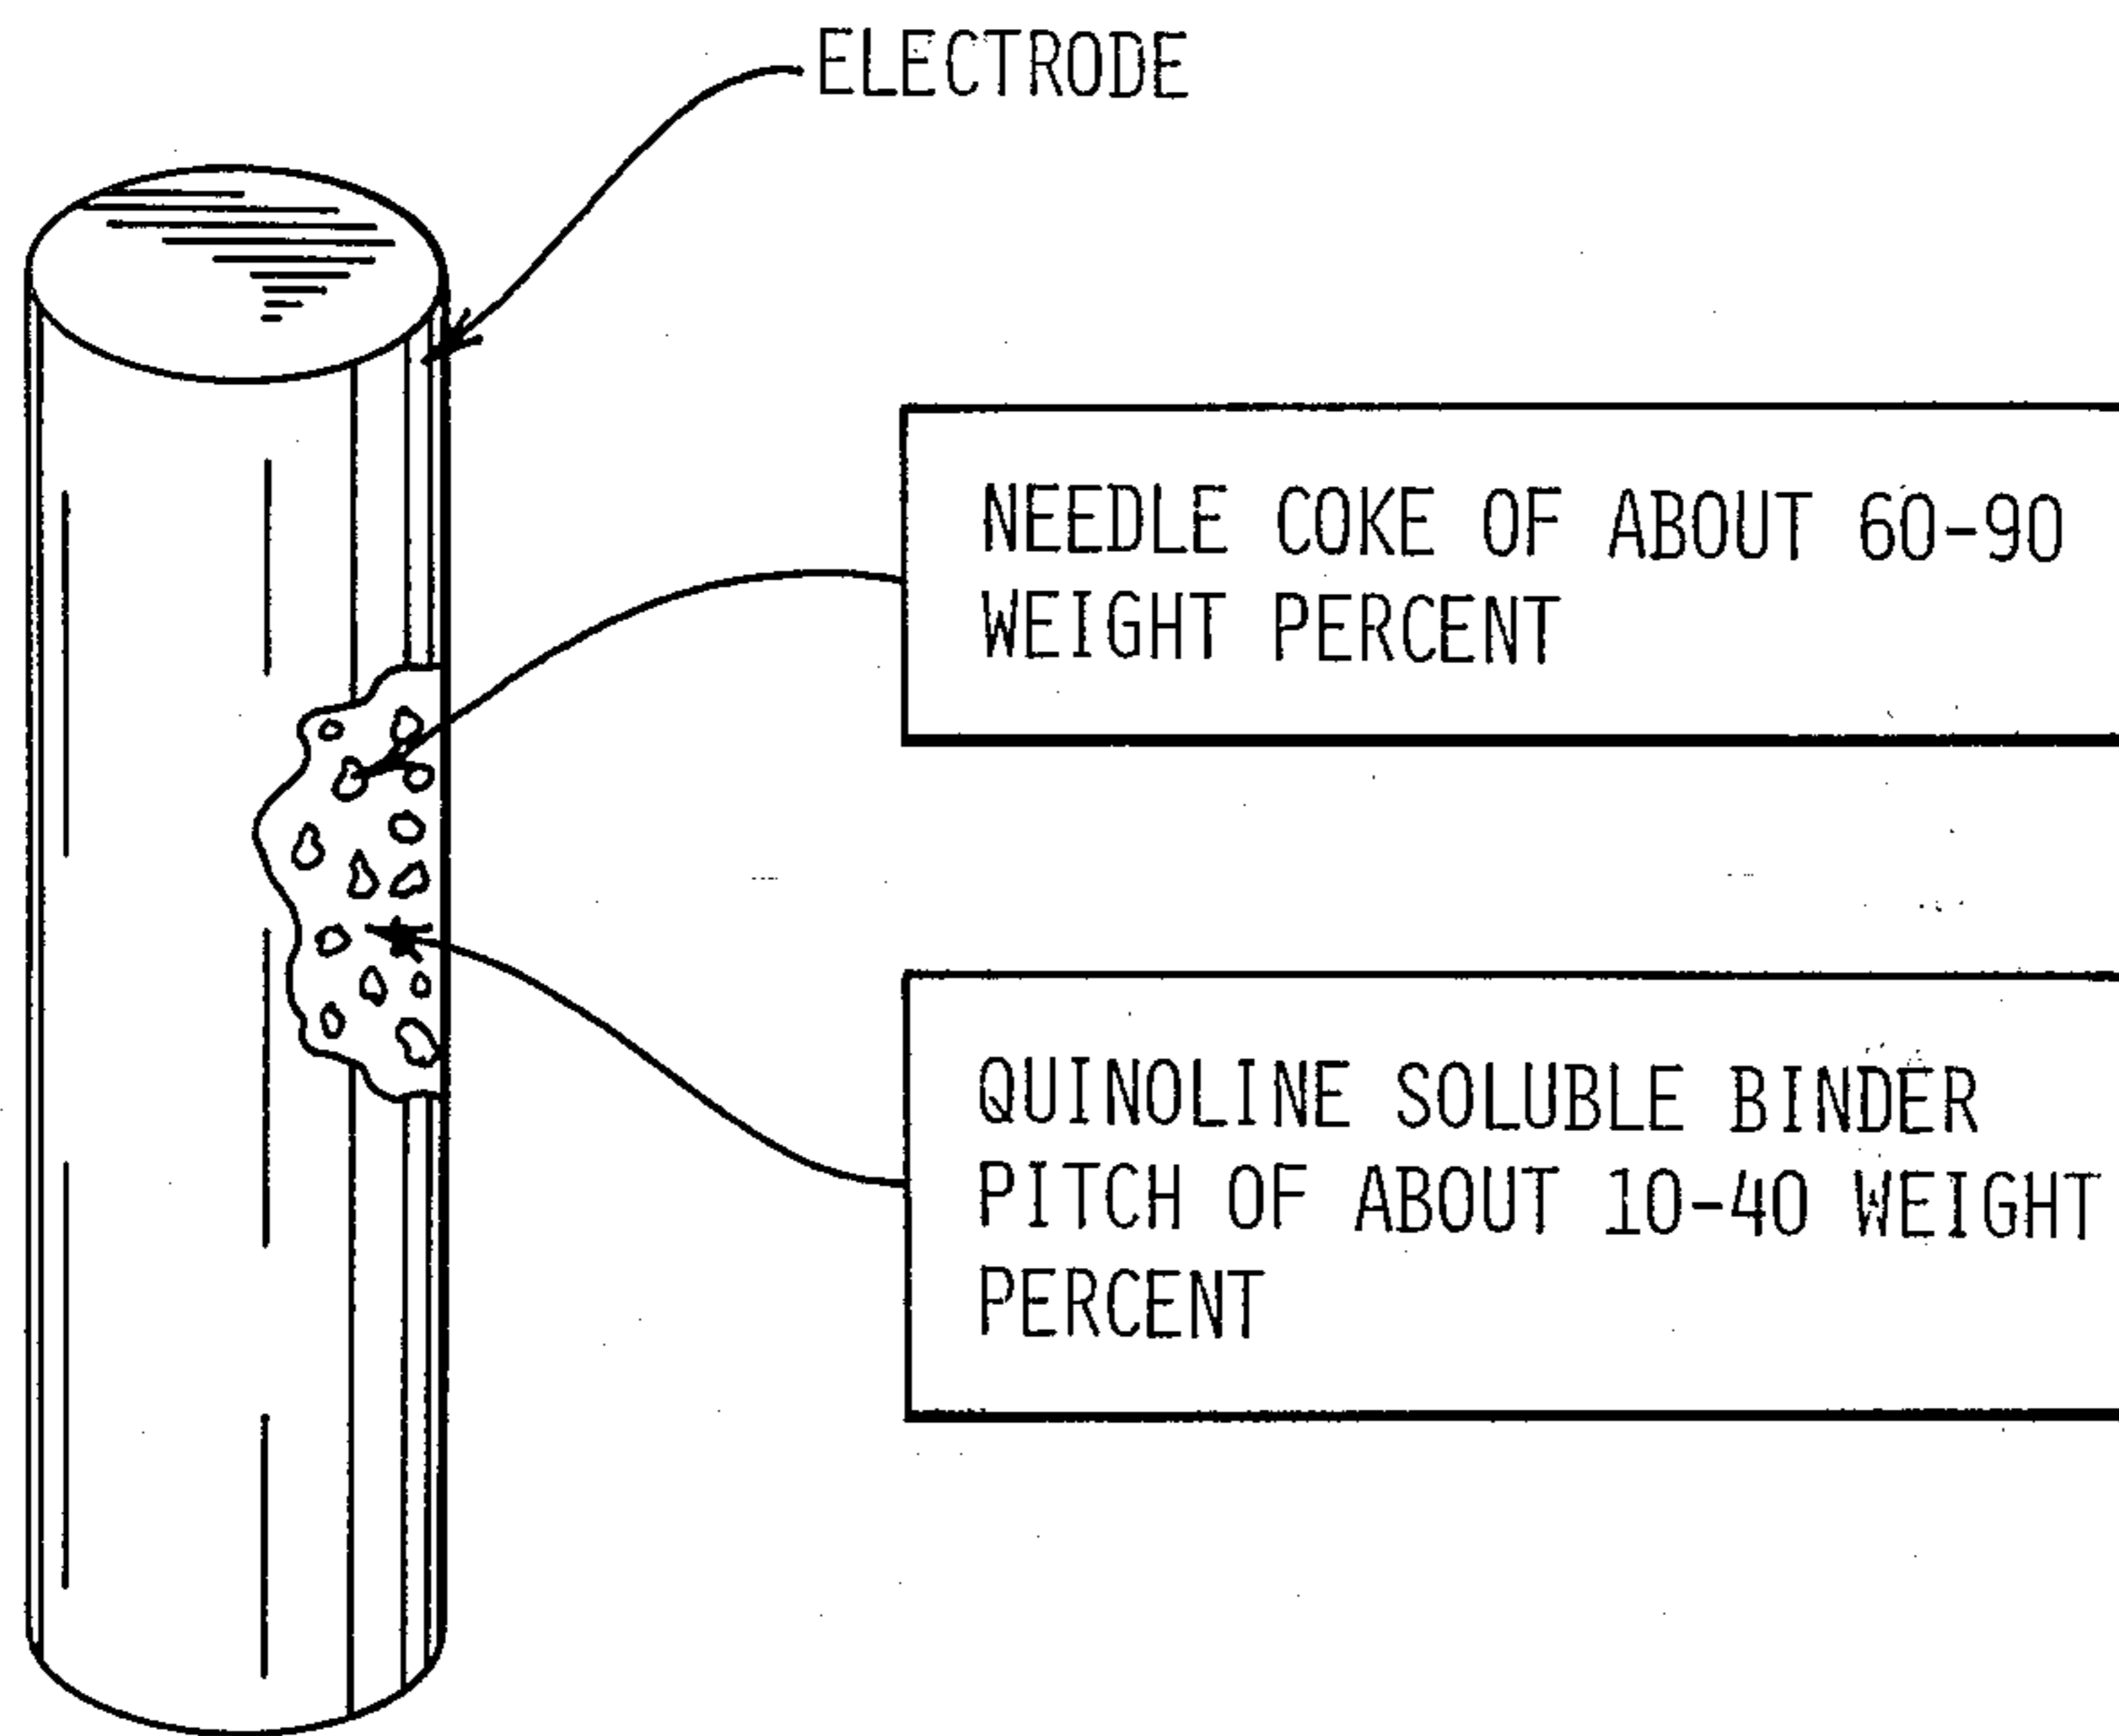 ELECTRODE
NEEDLE COKE OF ABOUT 60-90
WEIGHT PERCENT
QUINOLINE SOLUBLE BINDER
PITCH OF ABOUT 10-40 WEIGHT
PERCENT